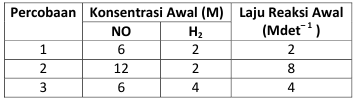 Percobaan Konsentrasi Awal (M) Laju Reaksi Awal
NO H₂ (Mdet⁻¹ )
1 6 2 2
2 12 2 8
3 6 4 4